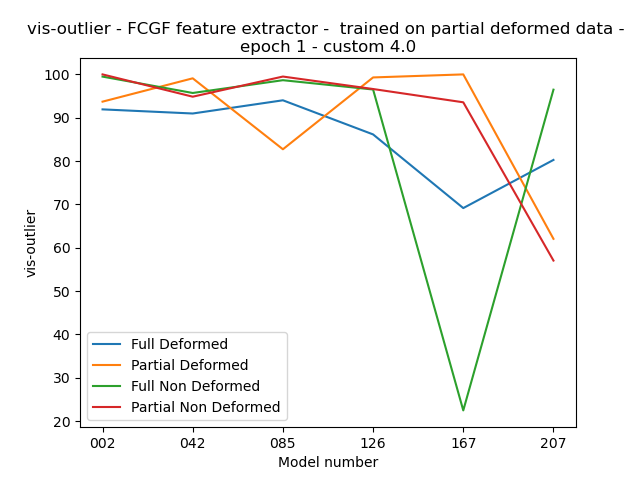 vis-outlier - FCGF feature extractor -  trained on partial deformed data -
epoch 1 - custom 4.0
100
90
80
70
60
50
40
30
20
vis-outlier
Full Deformed
Partial Deformed
Full Non Deformed
Partial Non Deformed
002 042 085 126 167 207
Model number